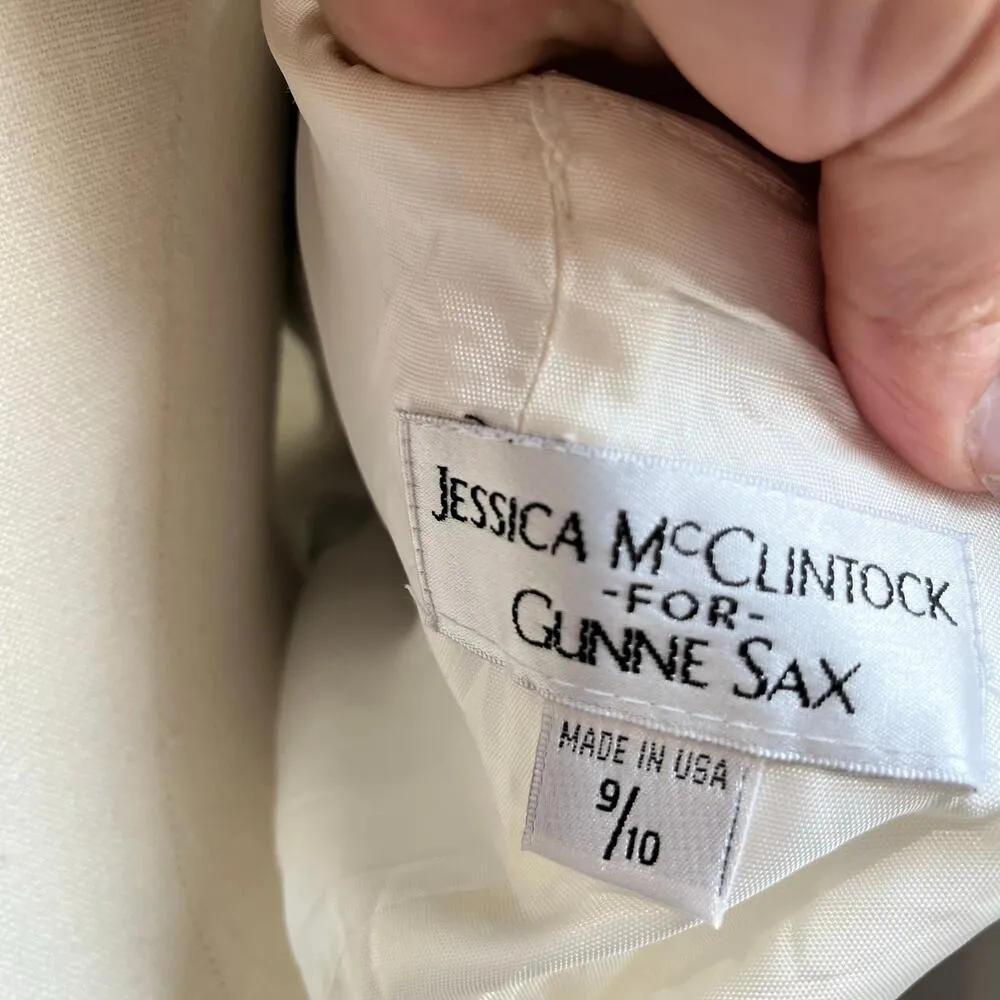 JESSICA McCLINTOCK
-FOR-
GUNNE SAX
MADE IN USA
9/10